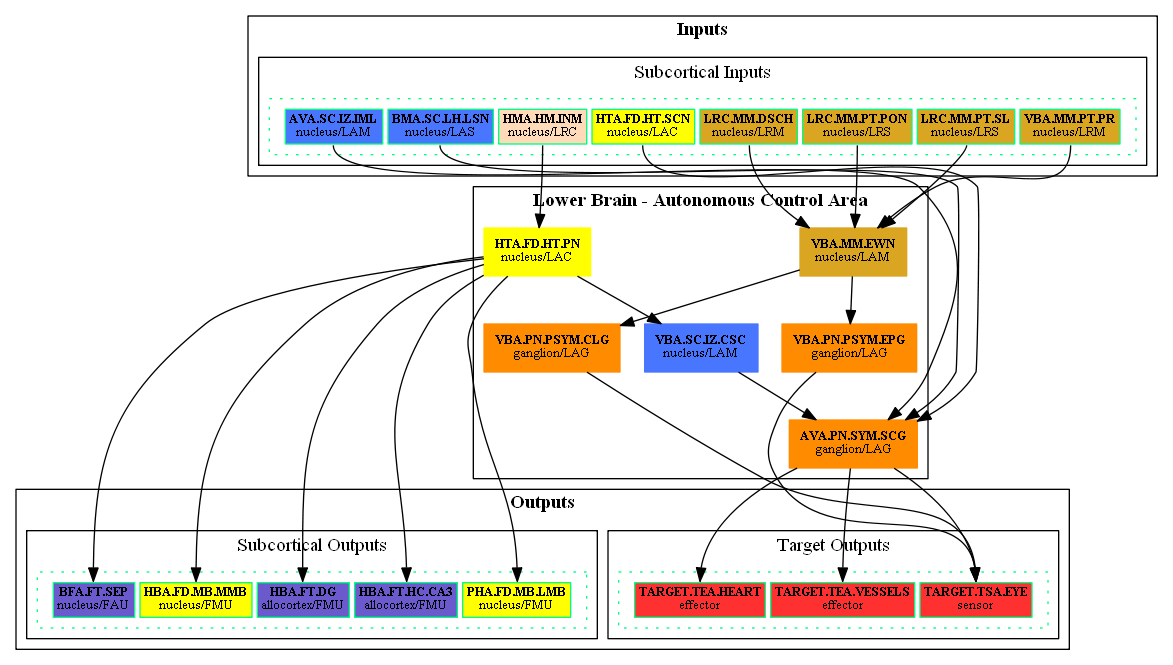 Inputs
Subcortical Inputs
AVA.SC.IZ.IML
nucleus/LAM
BMA.SC.LH.LSN
nucleus/LAS
HMA.HM.INM
nucleus/LRC
HTA.FD.HT.SCN
nucleus/LAC
LRC.MM.DSCH
nucleus/LRM
LRC.MM.PT.PON
nucleus/LRS
LRC.MM.PT.SL
nucleus/LRS
VBA.MM.PT.PR
nucleus/LRM
Lower Brain - Autonomous Control Area
HTA.FD.HT.PN
nucleus/LAC
VBA.MM.EWN
nucleus/LAM
VBA.PN.PSYM.CLG
ganglion/LAG
VBA.SC.IZ.CSC
nucleus/LAM
VBA.PN.PSYM.EPG
ganglion/LAG
AVA.PN.SYM.SCG
ganglion/LAG
Outputs
Subcortical Outputs
BFA.FT.SEP
nucleus/FAU
HBA.FD.MB.MMB
nucleus/FMU
HBA.FT.DG
allocortex/FMU
HBA.FT.HC.CA3
allocortex/FMU
PHA.FD.MB.LMB
nucleus/FMU
Target Outputs
TARGET.TEA.HEART
effector
TARGET.TEA.VESSELS
effector
TARGET.TSA.EYE
sensor